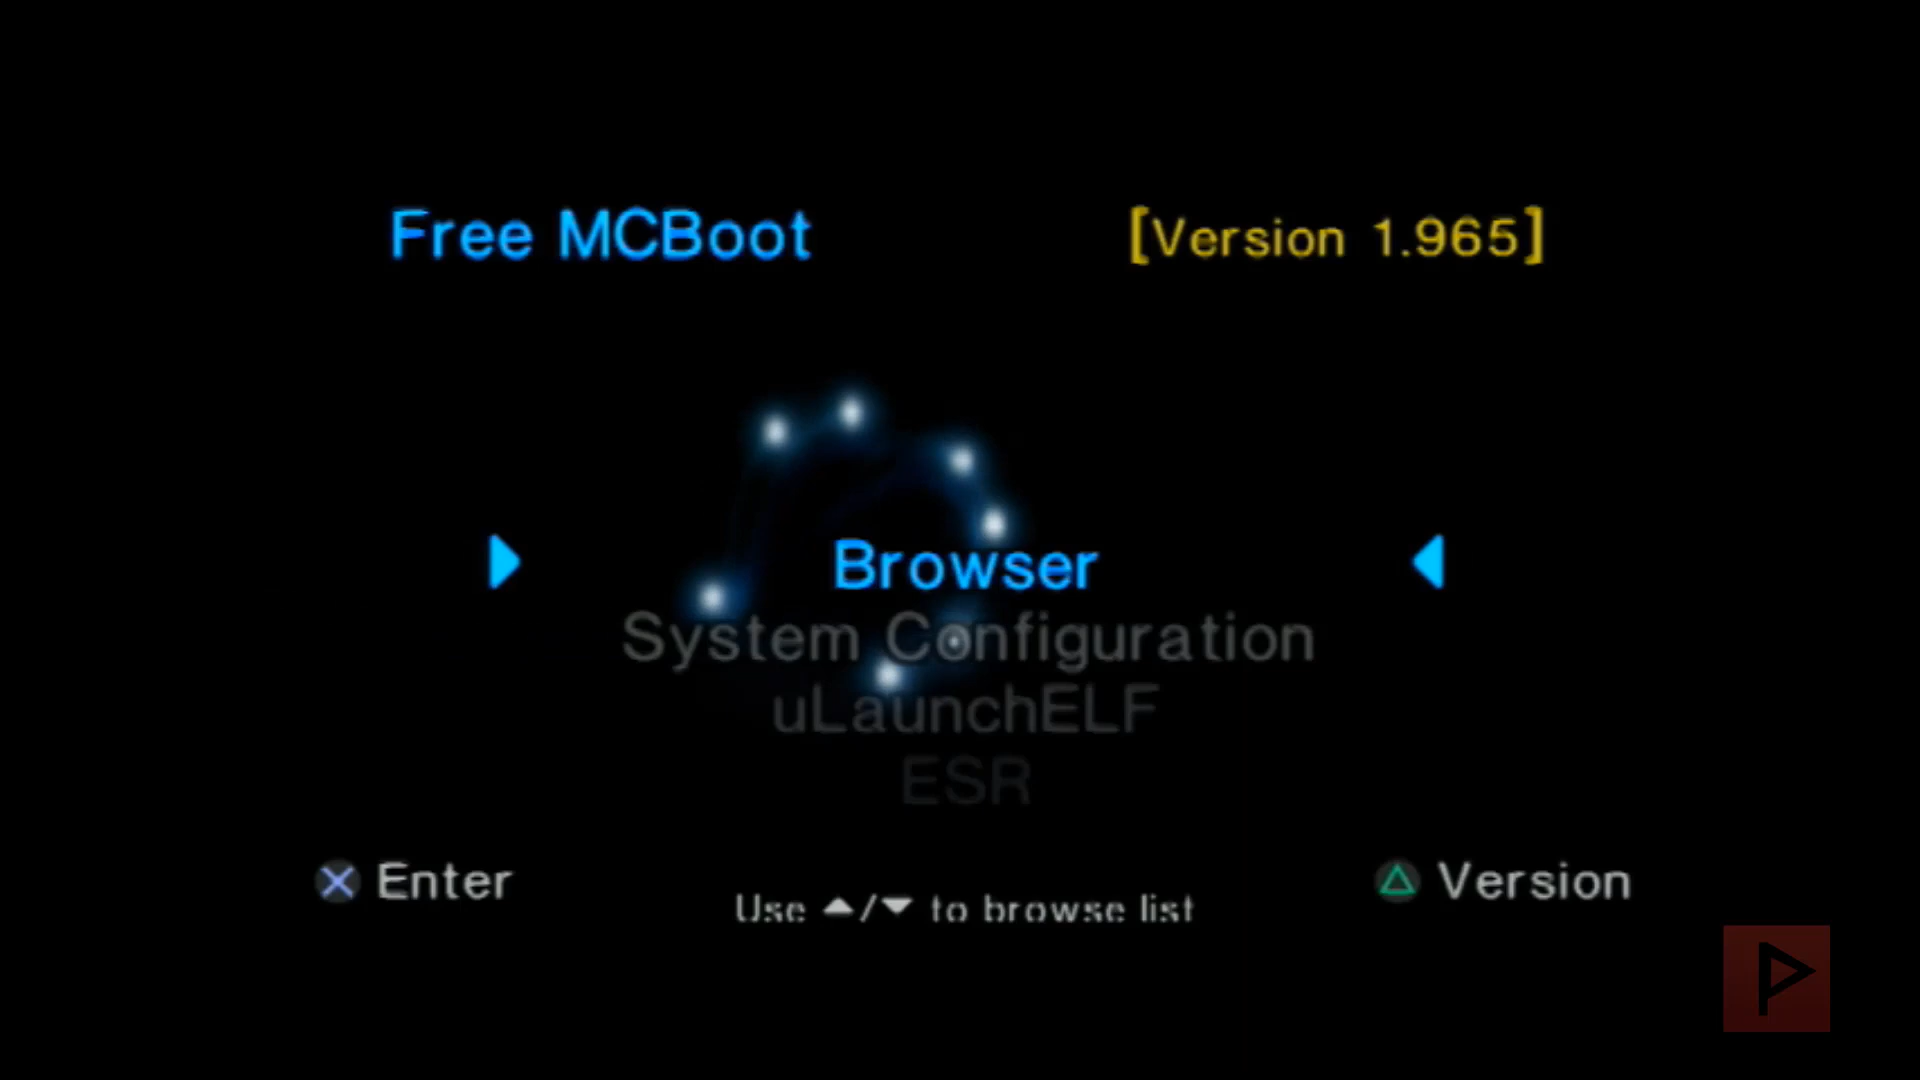 Free MCBoot [Version 1.965]
Browser
System Configuration
uLaunchELF
ESR
Enter
Use ▲/▼ to browse list
Version